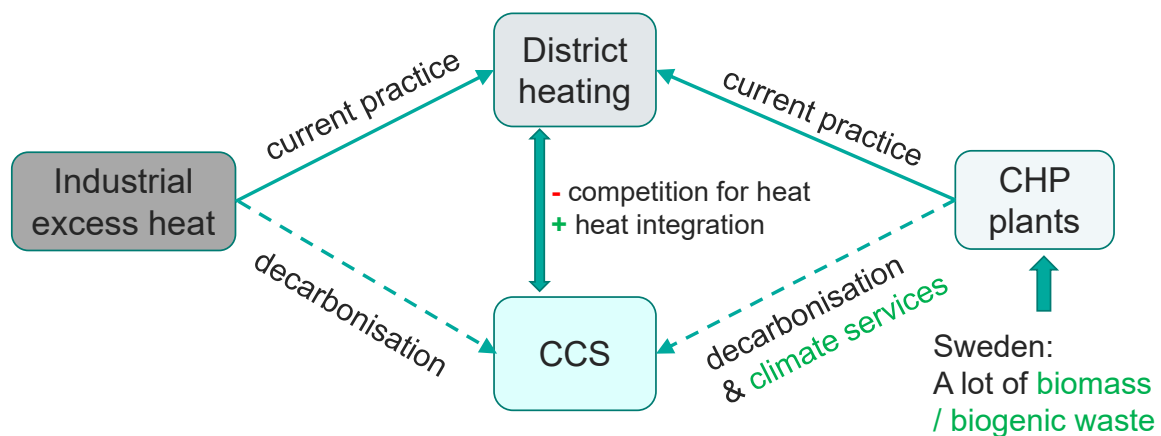 District
heating
current practice
current practice
Industrial
excess heat
- competition for heat
+ heat integration
CHP
plants
decarbonisation
decarbonisation
& climate services
CCS
Sweden:
A lot of biomass
/ biogenic waste